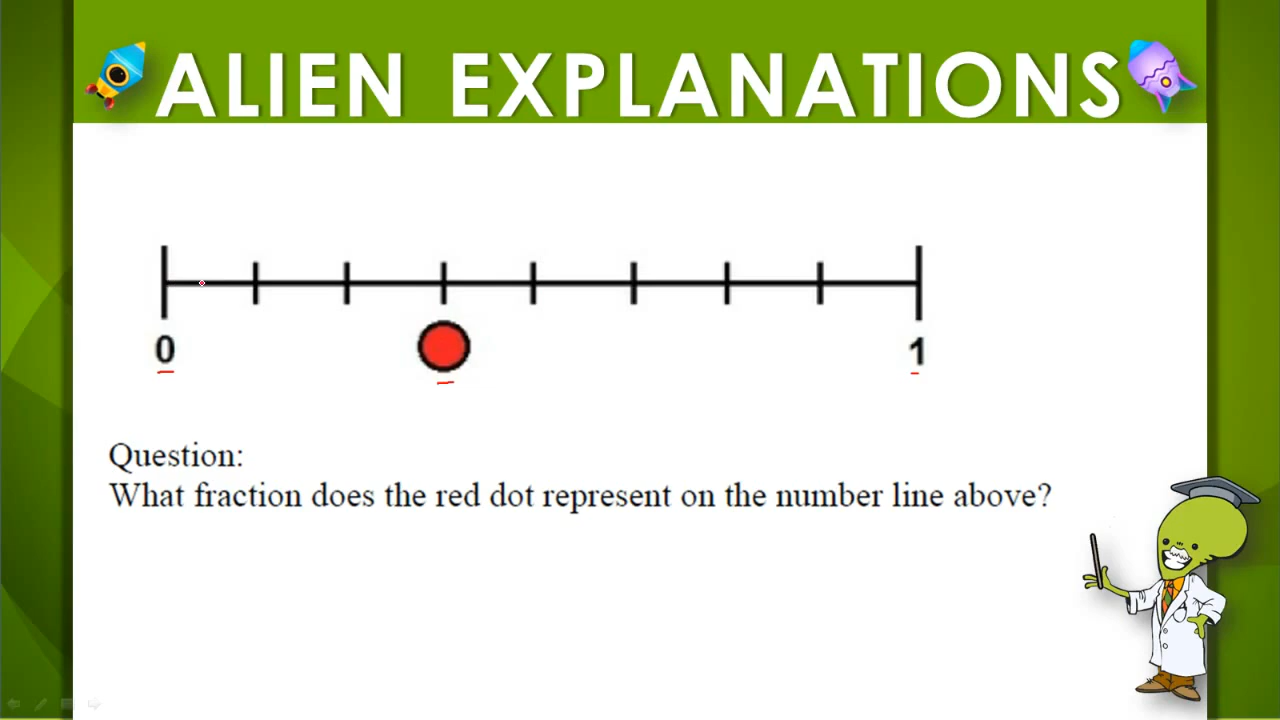 ALIEN EXPLANATIONS
0 1
Question:
What fraction does the red dot represent on the number line above?